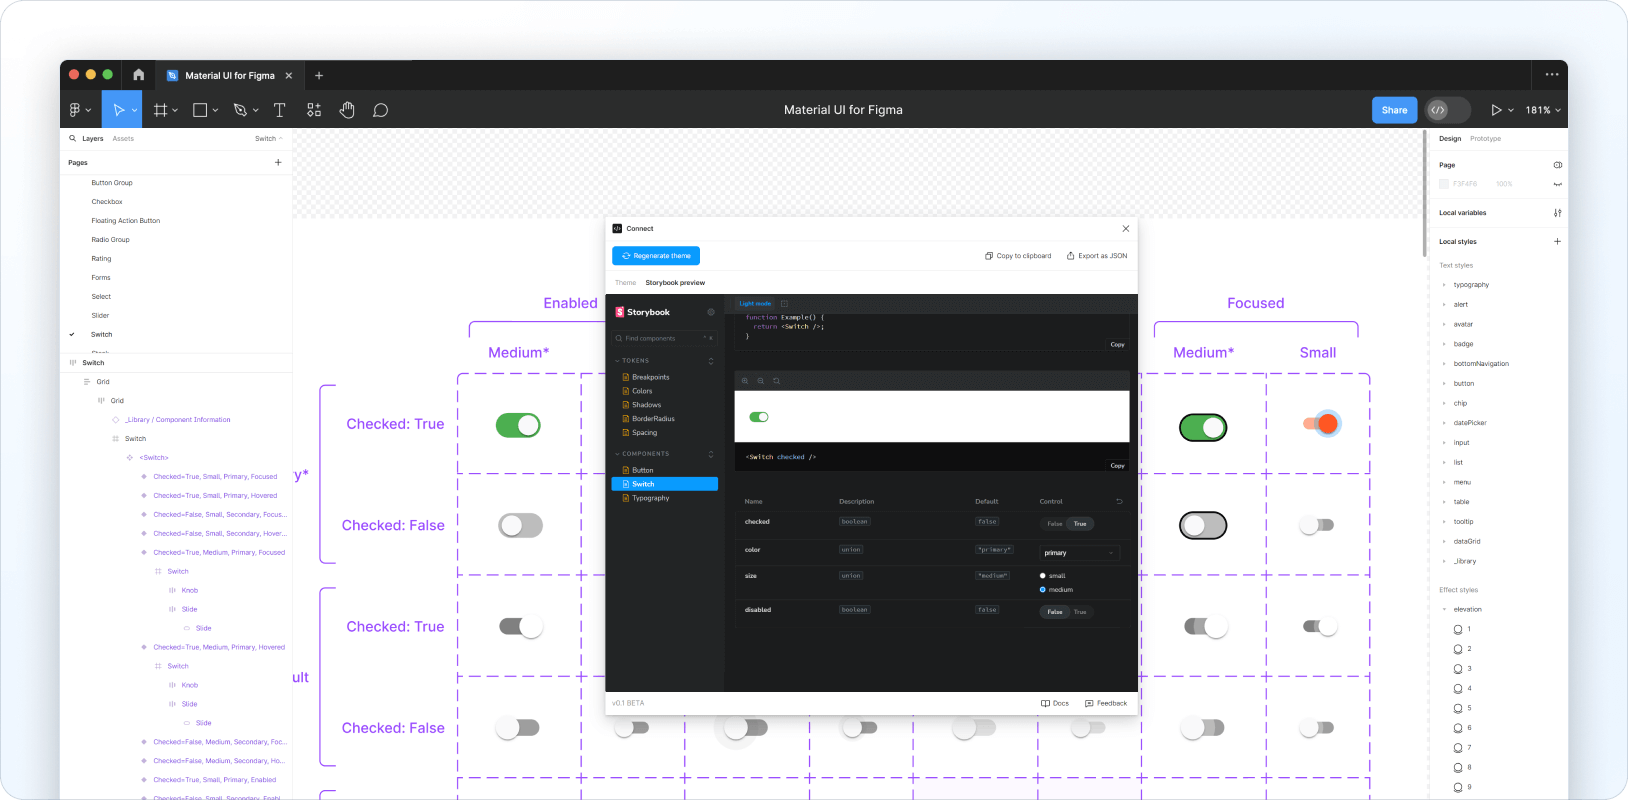 Material UI for Figma
Material UI for Figma
Share
181%
Layers
Assets
Switch
Pages
Button Group
Checkbox
Floating Action Button
Radio Group
Rating
Forms
Select
Slider
Switch
Switch
Grid
Grid
_Library / Component Information
Switch
<Switch>
Checked=True, Small, Primary, Focused
Checked=True, Small, Primary, Hovered
Checked=False, Small, Secondary, Focus...
Checked=False, Small, Secondary, Hover...
Checked=True, Medium, Primary, Focused
Switch
Knob
Slide
Slide
Checked=True, Medium, Primary, Hovered
Switch
Knob
Slide
Slide
Checked=False, Medium, Secondary, Foc...
Checked=False, Medium, Secondary, Ho...
Checked=True, Small, Primary, Enabled
Checked=False, Small, Secondary, Enabl
Enabled
Medium*
Checked: True
y*
Checked: False
Checked: True
ult
Checked: False
Focused
Medium*
Small
Connect
Regenerate theme
Copy to clipboard
Export as JSON
Theme
Storybook preview
Storybook
Find components
TOKENS
Breakpoints
Colors
Shadows
BorderRadius
Spacing
COMPONENTS
Button
Switch
Typography
Light mode
function Example() {
return <Switch />;
}
Copy
<Switch checked />
Copy
Name Description Default Control
checked boolean false False True
color union "primary" primary
size union "medium" small
medium
disabled boolean false False True
v0.1 BETA
Docs
Feedback
Design
Prototype
Page
F3F6F6 100%
Local variables
Local styles
Text styles
typography
alert
avatar
badge
bottomNavigation
button
chip
datePicker
input
list
menu
table
tooltip
dataGrid
_library
Effect styles
elevation
1
2
3
4
5
6
7
8
9